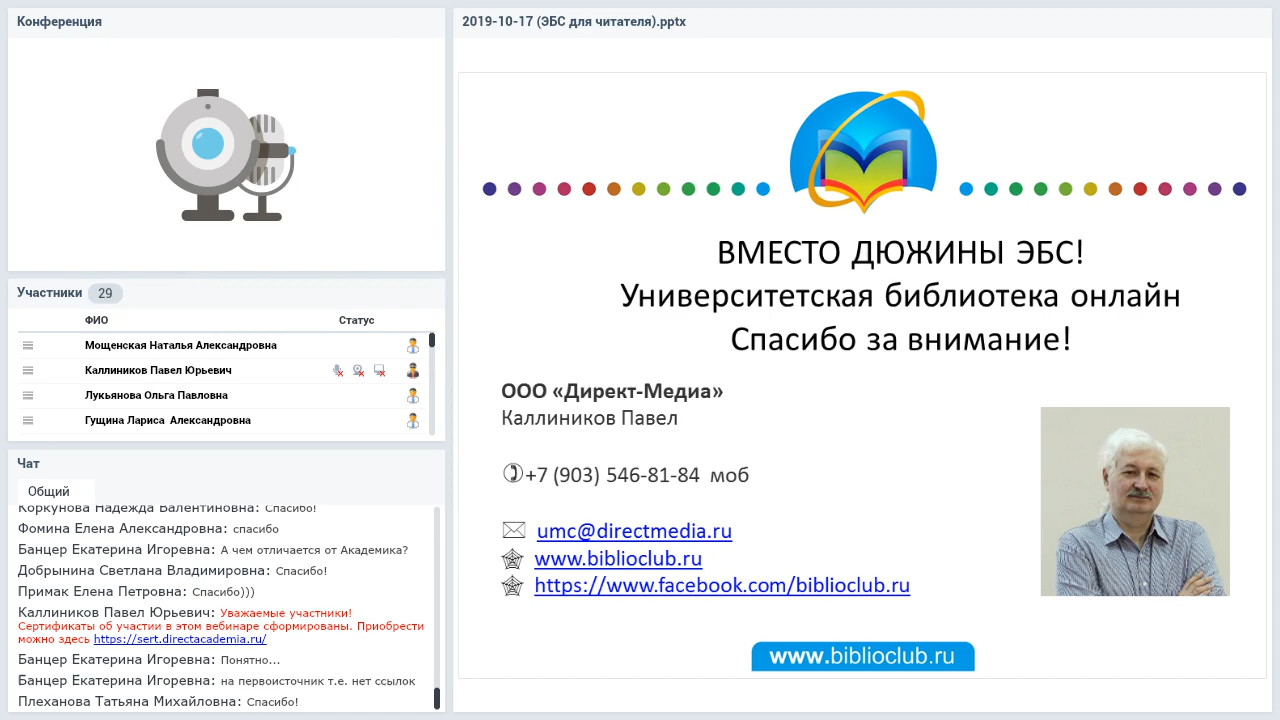 Конференция
Участники 29
ФИО Статус
Мощенская Наталья Александровна
Каллиников Павел Юрьевич
Лукьянова Ольга Павловна
Гущина Лариса Александровна
Чат
Общий
Коркунова Надежда Валентиновна: Спасибо!
Фомина Елена Александровна: спасибо
Банцер Екатерина Игоревна: А чем отличается от Академика?
Добрынина Светлана Владимировна: Спасибо!
Примак Елена Петровна: Спасибо)))
Каллиников Павел Юрьевич: Уважаемые участники!
Сертификаты об участии в этом вебинаре сформированы. Приобрести
можно здесь https://sert.directacademia.ru/
Банцер Екатерина Игоревна: Понятно...
Банцер Екатерина Игоревна: на первоисточник т.е. нет ссылок
Плеханова Татьяна Михайловна: Спасибо!
2019-10-17 (ЭБС для читателя).pptx
ВМЕСТО ДЮЖИНЫ ЭБС!
Университетская библиотека онлайн
Спасибо за внимание!
ООО «Директ-Медиа»
Каллиников Павел
+7 (903) 546-81-84 моб
umc@directmedia.ru
www.biblioclub.ru
https://www.facebook.com/biblioclub.ru
www.biblioclub.ru